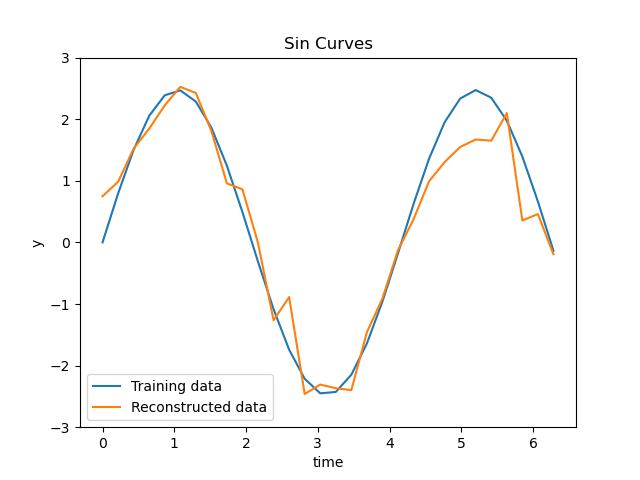 Sin Curves
3
2
1
0
−1
−2
−3
y
Training data
Reconstructed data
0 1 2 3 4 5 6
time